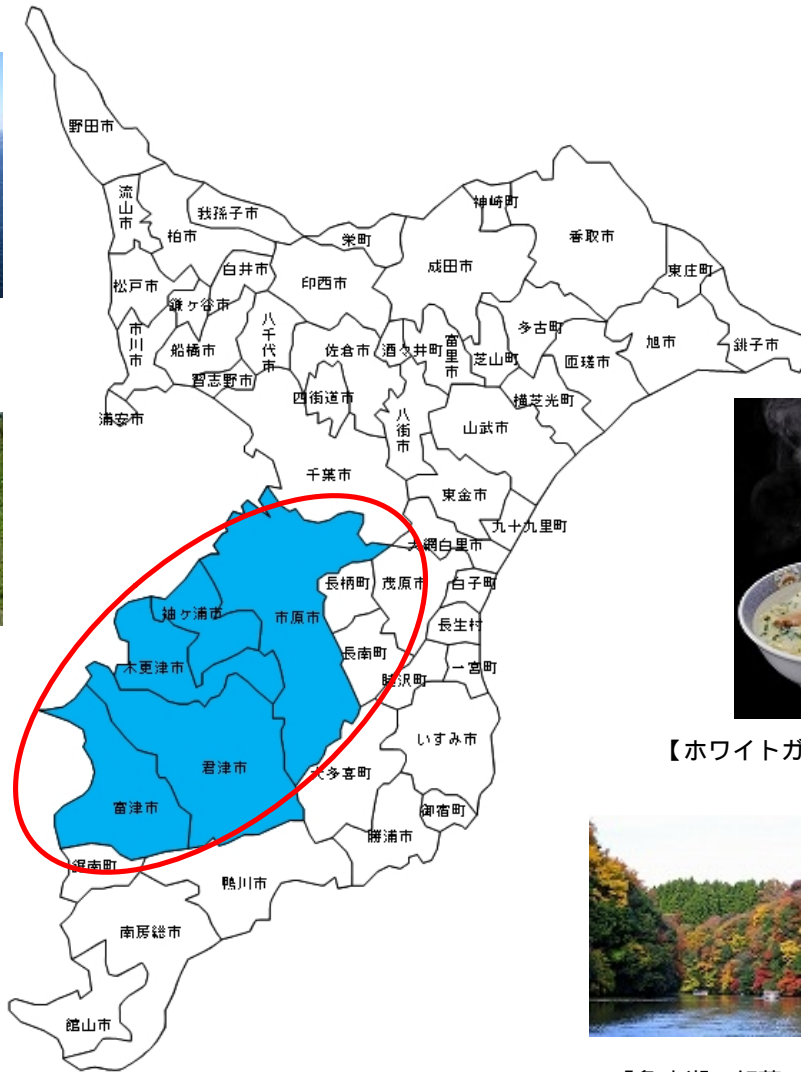 野田市
流山市
我孫子市
柏市
栄町
神崎町
香取市
成田市
東庄町
白井市
印西市
松戸市
鎌ケ谷市
八千代市
市川市
船橋市
佐倉市
酒々井町
富里市
芝山町
多古町
匝瑳市
旭市
銚子市
習志野市
四街道市
横芝光町
浦安市
八街市
山武市
千葉市
東金市
九十九里町
大網白里市
長柄町
茂原市
白子町
袖ケ浦市
市原市
長生村
木更津市
長南町
睦沢町
一宮町
いすみ市
君津市
大多喜町
富津市
御宿町
勝浦市
鋸南町
鴨川市
南房総市
館山市
【ホワイトガ